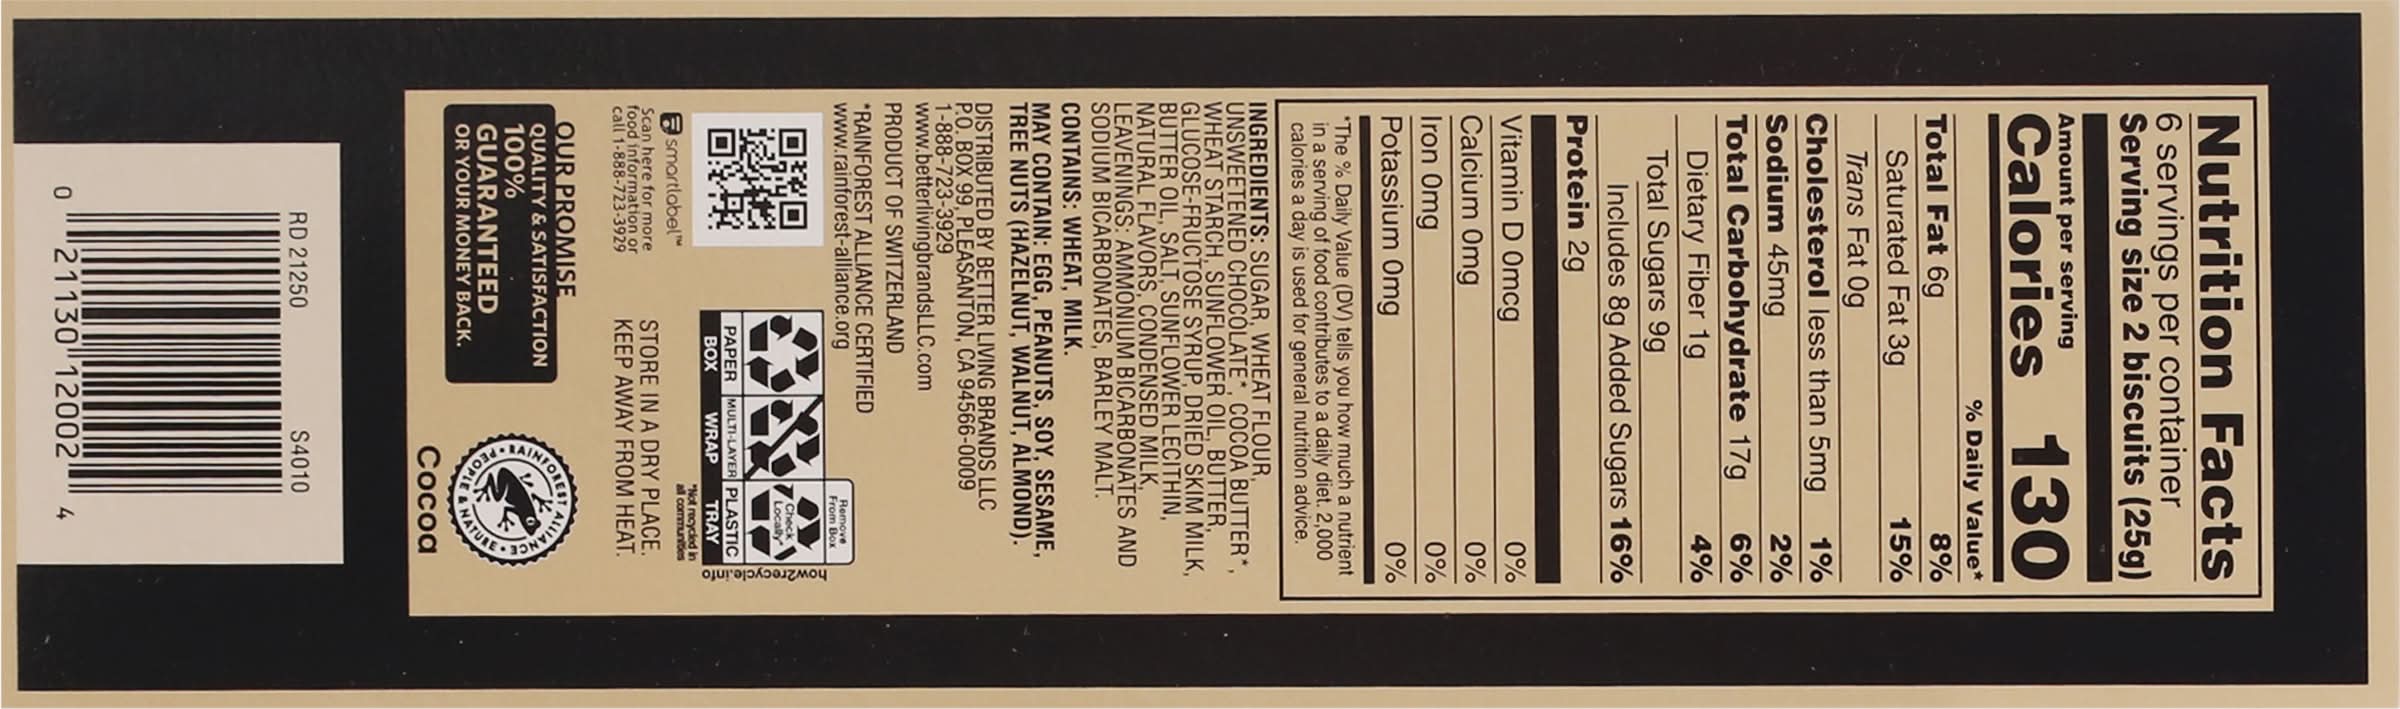 Nutrition Facts
6 servings per container
Serving size 2 biscuits (25g)
Amount per serving
Calories 130
% Daily Value*
Total Fat 6g 8%
Saturated Fat 3g 15%
Trans Fat 0g
Cholesterol less than 5mg 1%
Sodium 45mg 2%
Total Carbohydrate 17g 6%
Dietary Fiber 1g 4%
Total Sugars 9g
Includes 8g Added Sugars 16%
Protein 2g
Vitamin D 0mcg 0%
Calcium 0mg 0%
Iron 0mg 0%
Potassium 0mg 0%
*The % Daily Value (DV) tells you how much a nutrient
in a serving of food contributes to a daily diet. 2,000
calories a day is used for general nutrition advice.
INGREDIENTS: SUGAR, WHEAT FLOUR,
UNSWEETENED CHOCOLATE*, COCOA BUTTER*,
WHEAT STARCH, SUNFLOWER OIL, BUTTER,
GLUCOSE-FRUCTOSE SYRUP, DRIED SKIM MILK,
BUTTER OIL, SALT, SUNFLOWER LECITHIN,
NATURAL FLAVORS, CONDENSED MILK,
LEAVENINGS: AMMONIUM BICARBONATES AND
SODIUM BICARBONATES, BARLEY MALT.
CONTAINS: WHEAT, MILK.
MAY CONTAIN: EGG, PEANUTS, SOY, SESAME,
TREE NUTS (HAZELNUT, WALNUT, ALMOND).
DISTRIBUTED BY BETTER LIVING BRANDS LLC
P.O. BOX 99, PLEASANTON, CA 94566-0009
1-888-723-3929
www.betterlivingbrandsLLC.com
PRODUCT OF SWITZERLAND
*RAINFOREST ALLIANCE CERTIFIED
www.rainforest-alliance.org
smartlabel™
Scan here for more
food information or
call 1-888-723-3929
Remove
From Box
Check
Locally*
PAPER
BOX
MULTI-LAYER
WRAP
PLASTIC
TRAY
*Not recycled in
all communities
how2recycle.info
STORE IN A DRY PLACE.
KEEP AWAY FROM HEAT.
OUR PROMISE
QUALITY & SATISFACTION
100%
GUARANTEED
OR YOUR MONEY BACK.
RAINFOREST ALLIANCE
PEOPLE & NATURE
Cocoa
RD 21250 S4010
0 21130 12002 4